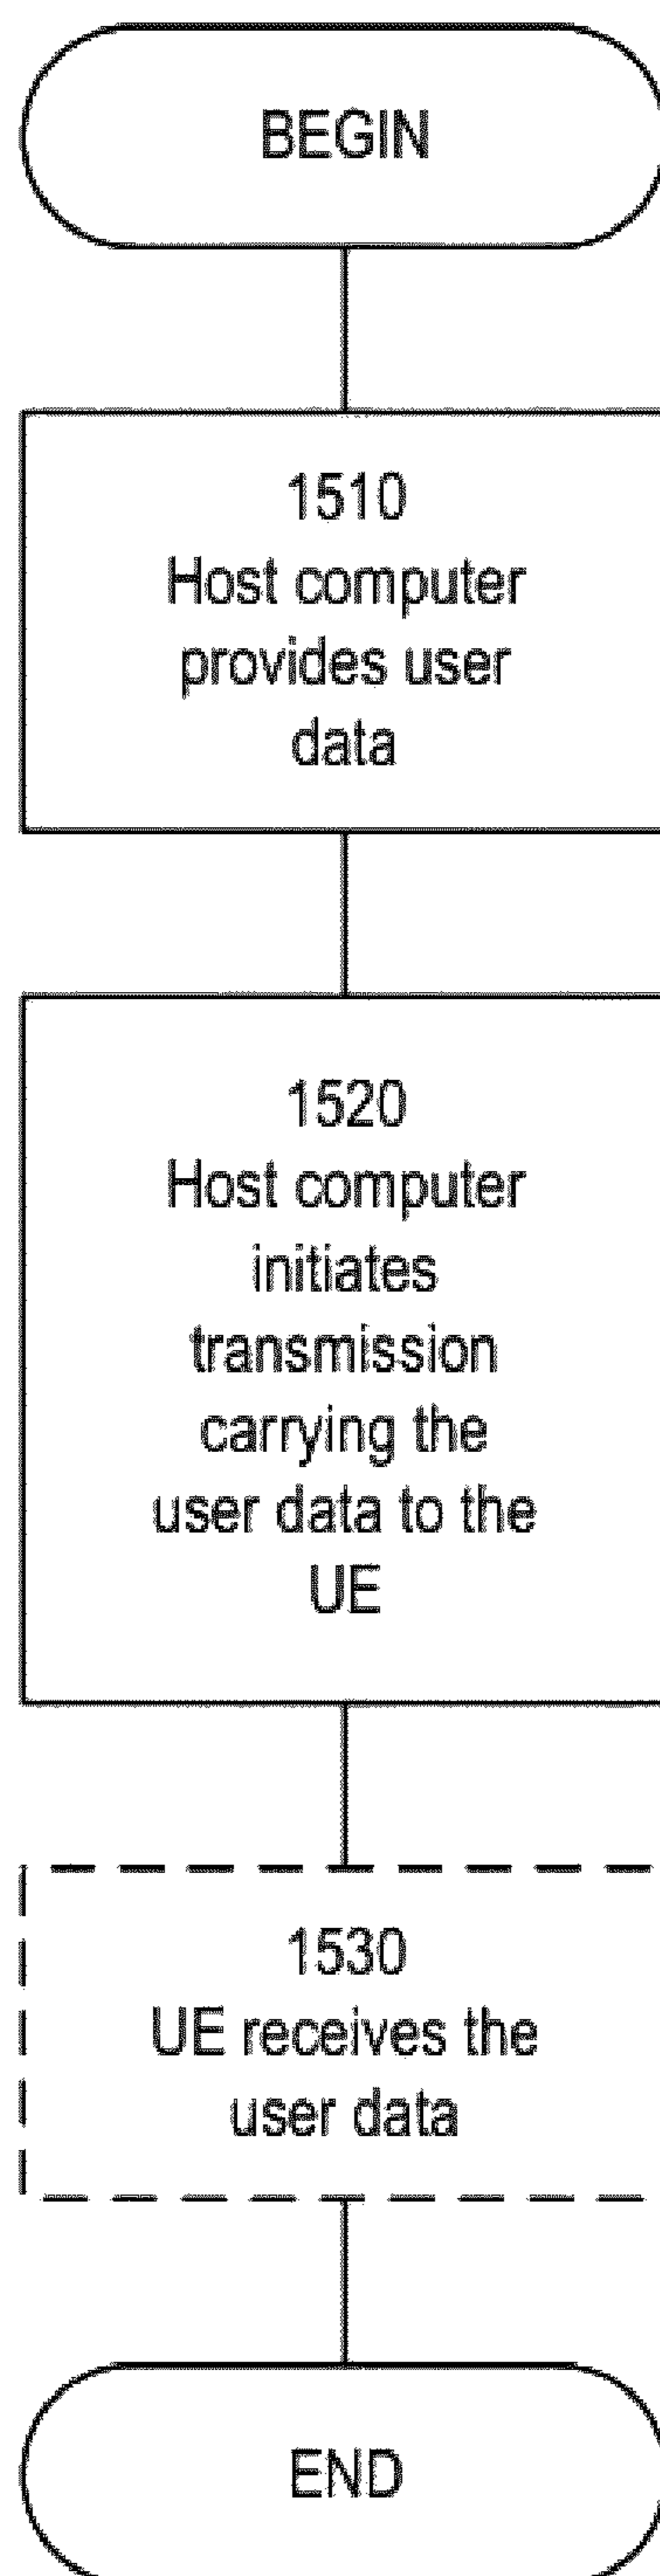 BEGIN
1510
Host computer
provides user
data
1520
Host computer
initiates
transmission
carrying the
user data to the
UE
1530
UE receives the
user data
END